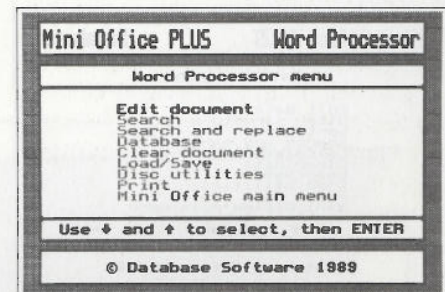 Mini Office PLUS Word Processor
Word Processor menu
Edit document
Search
Search and replace
Database
Clear document
Load/Save
Disc utilities
Print
Mini Office main menu
Use ↓ and ↑ to select, then ENTER
© Database Software 1989